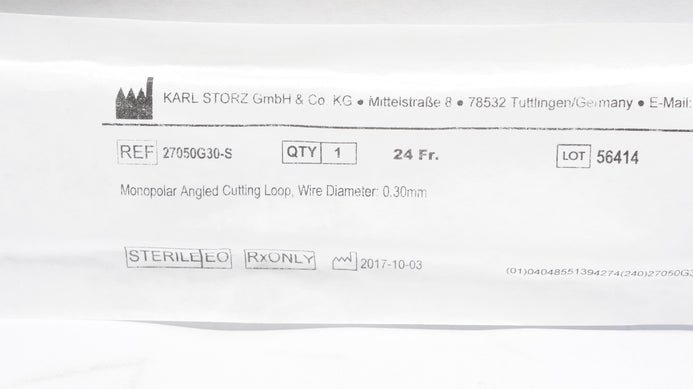 KARL STORZ GmbH & Co. KG • Mittelstraße 8 • 78532 Tuttlingen/Germany • E-Mail:
REF 27050G30-S QTY 1 24 Fr. LOT 56414
Monopolar Angled Cutting Loop, Wire Diameter: 0.30mm
STERILE EO RxONLY 2017-10-03
(01)04048551394274(240)27050G3